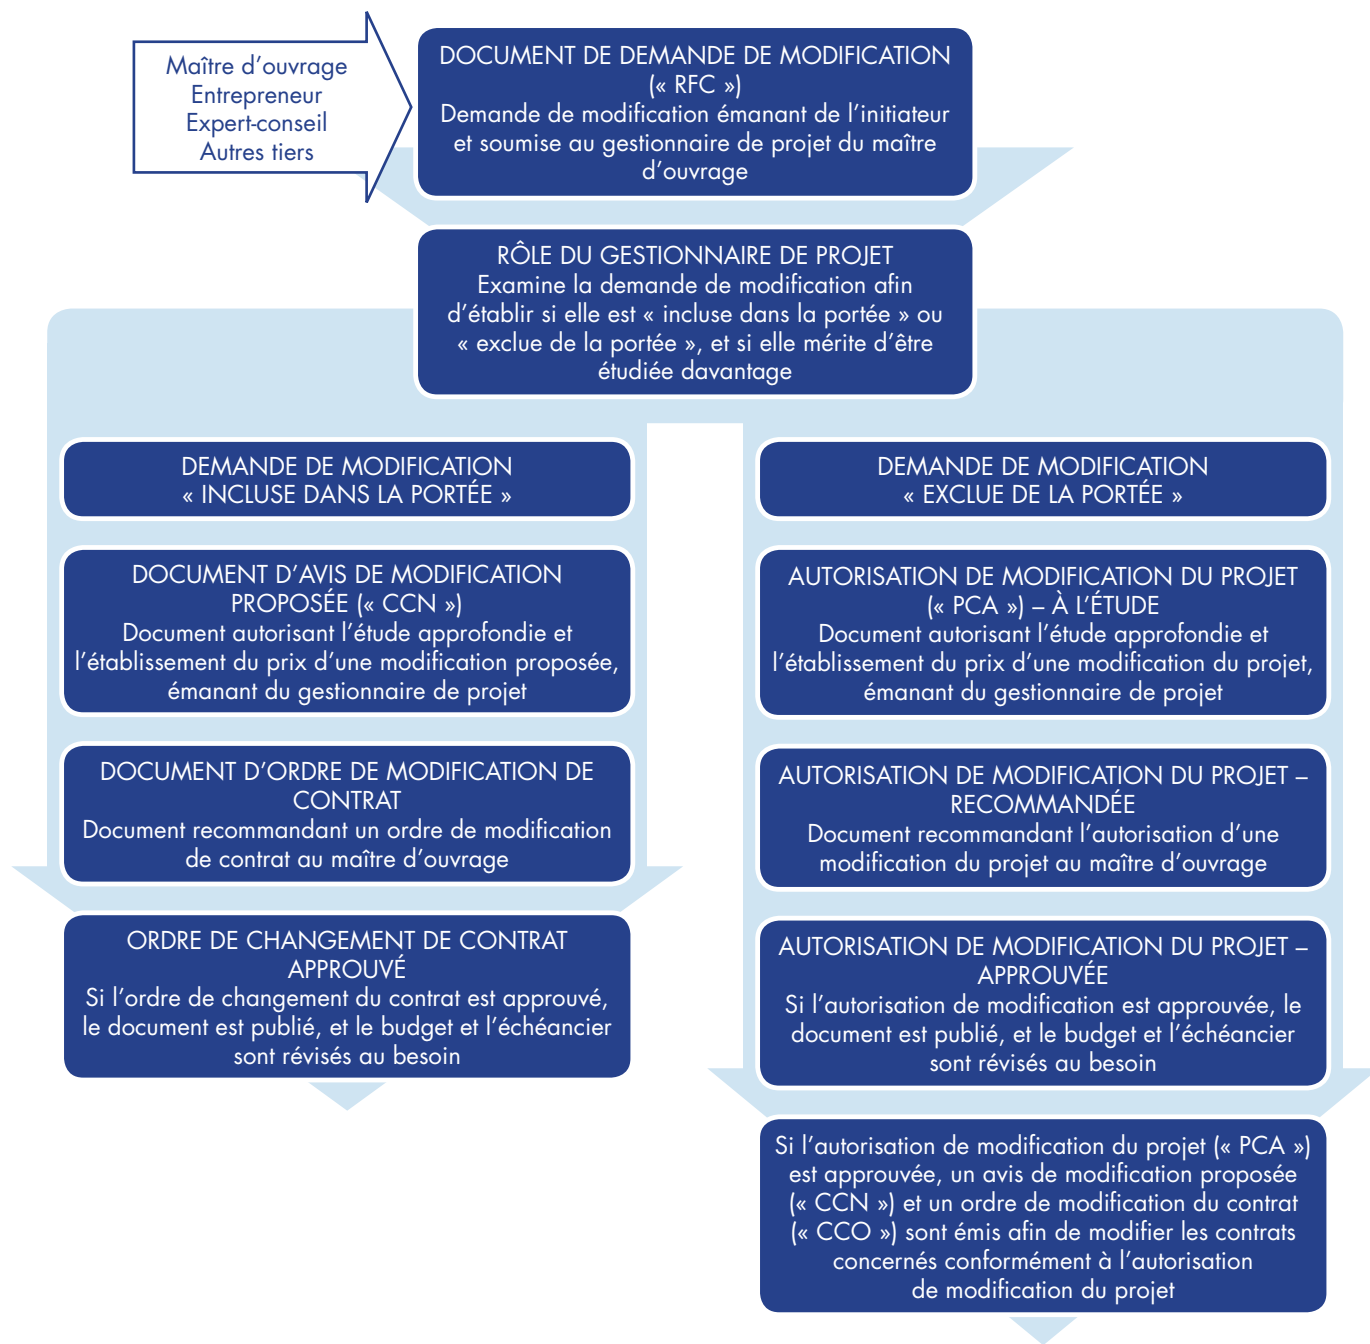 Maître d'ouvrage
Entrepreneur
Expert-conseil
Autres tiers
DOCUMENT DE DEMANDE DE MODIFICATION
(« RFC »)
Demande de modification émanant de l'initiateur
et soumise au gestionnaire de projet du maître
d'ouvrage
RÔLE DU GESTIONNAIRE DE PROJET
Examine la demande de modification afin
d'établir si elle est « incluse dans la portée » ou
« exclue de la portée », et si elle mérite d'être
étudiée davantage
DEMANDE DE MODIFICATION
« INCLUSE DANS LA PORTÉE »
DOCUMENT D'AVIS DE MODIFICATION
PROPOSÉE (« CCN »)
Document autorisant l'étude approfondie et
l'établissement du prix d'une modification proposée,
émanant du gestionnaire de projet
DOCUMENT D'ORDRE DE MODIFICATION DE
CONTRAT
Document recommandant un ordre de modification
de contrat au maître d'ouvrage
ORDRE DE CHANGEMENT DE CONTRAT
APPROUVÉ
Si l'ordre de changement du contrat est approuvé,
le document est publié, et le budget et l'échéancier
sont révisés au besoin
DEMANDE DE MODIFICATION
« EXCLUE DE LA PORTÉE »
AUTORISATION DE MODIFICATION DU PROJET
(« PCA ») – À L'ÉTUDE
Document autorisant l'étude approfondie et
l'établissement du prix d'une modification du projet,
émanant du gestionnaire de projet
AUTORISATION DE MODIFICATION DU PROJET –
RECOMMANDÉE
Document recommandant l'autorisation d'une
modification du projet au maître d'ouvrage
AUTORISATION DE MODIFICATION DU PROJET –
APPROUVÉE
Si l'autorisation de modification est approuvée, le
document est publié, et le budget et l'échéancier
sont révisés au besoin
Si l'autorisation de modification du projet (« PCA »)
est approuvée, un avis de modification proposée
(« CCN ») et un ordre de modification du contrat
(« CCO ») sont émis afin de modifier les contrats
concernés conformément à l'autorisation
de modification du projet